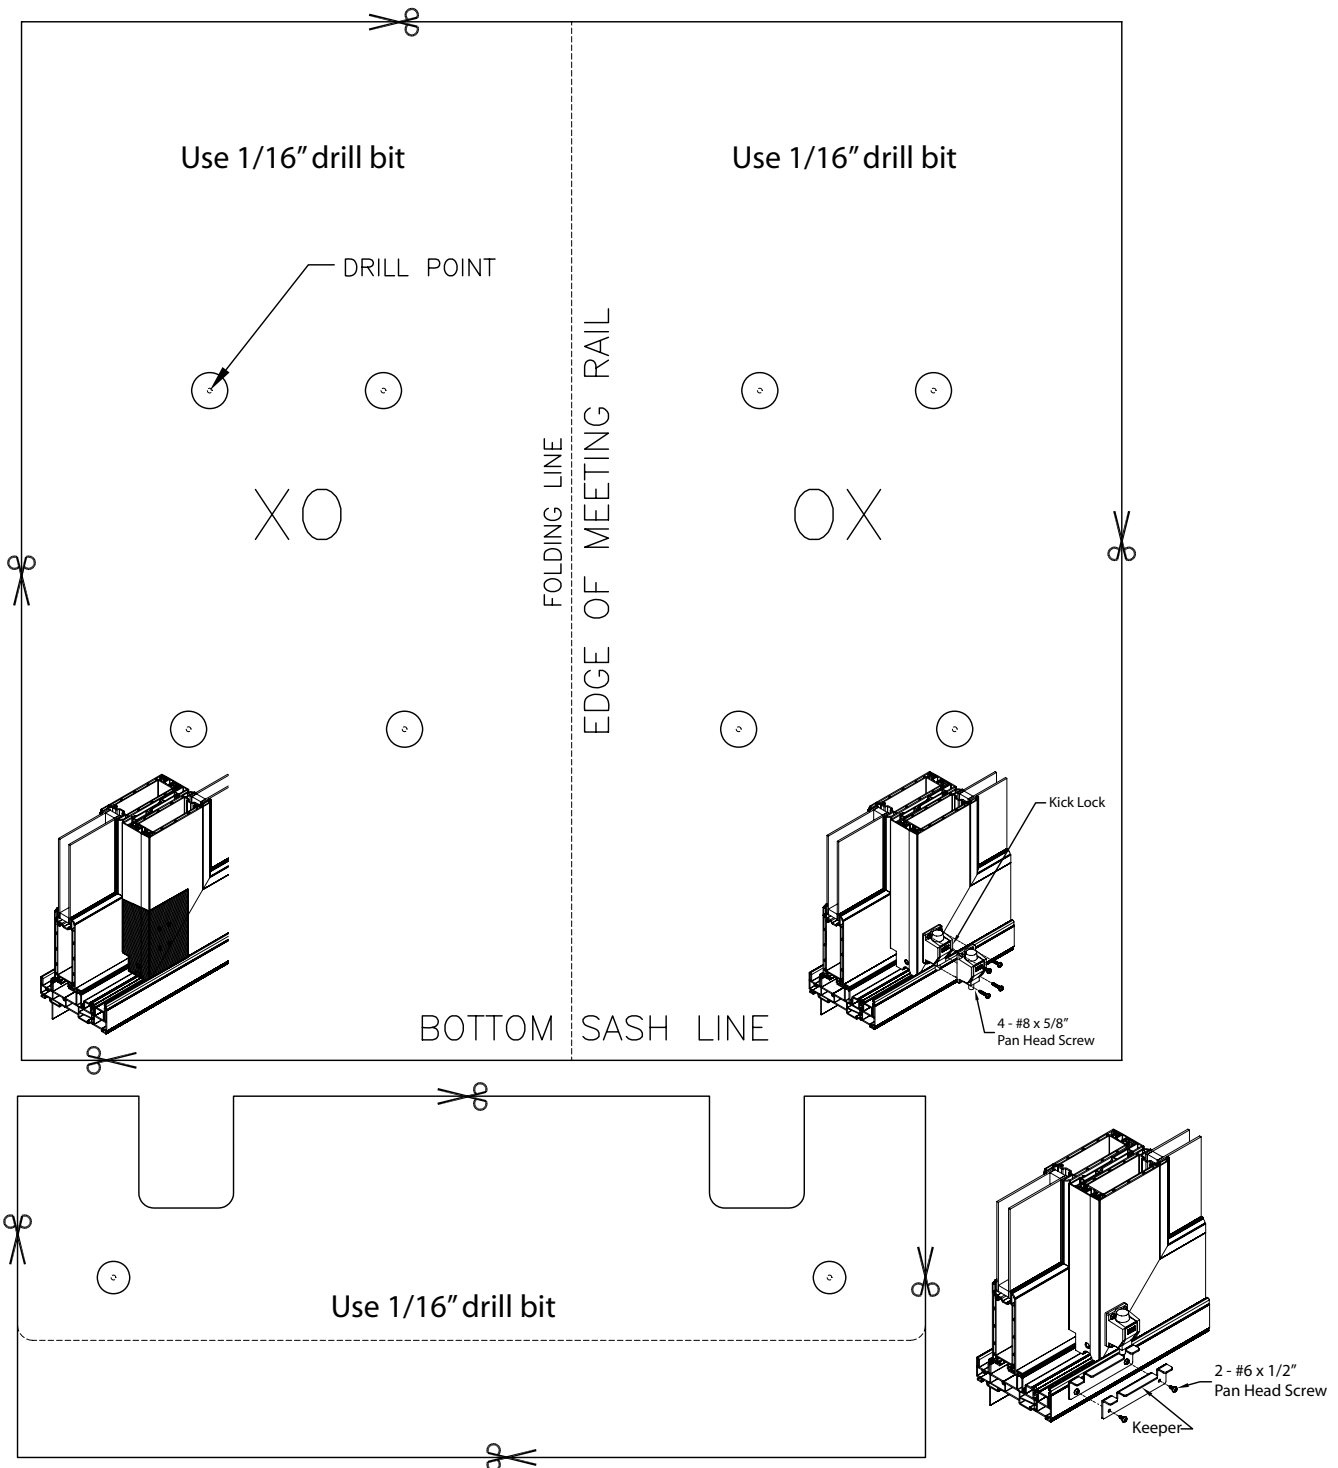 Use 1/16” drill bit
Use 1/16” drill bit
DRILL POINT
FOLDING LINE
EDGE OF MEETING RAIL
XO
OX
Kick Lock
4 - #8 x 5/8”
Pan Head Screw
BOTTOM SASH LINE
Use 1/16” drill bit
2 - #6 x 1/2”
Pan Head Screw
Keeper